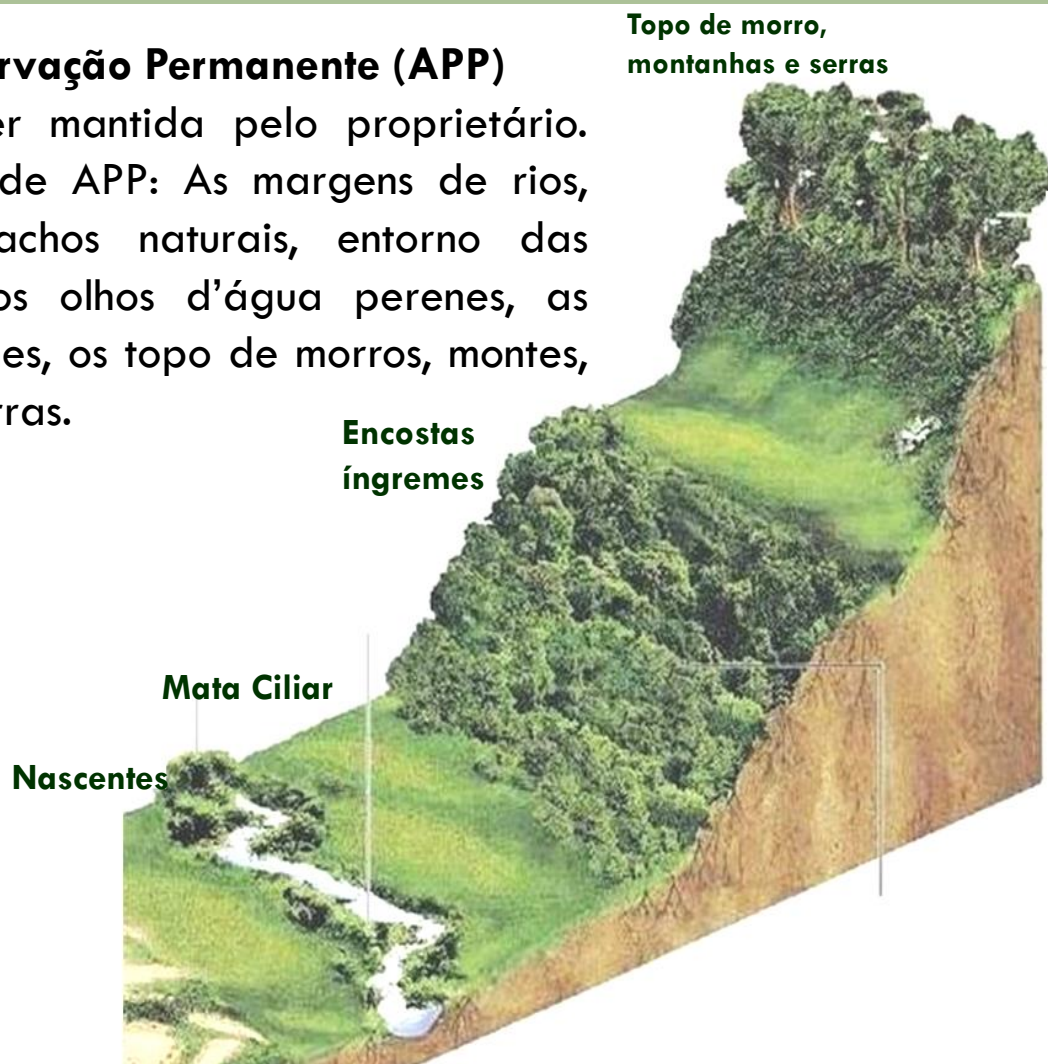 Topo de morro,
montanhas e serras
rvação Permanente (APP)
er mantida pelo proprietário.
de APP: As margens de rios,
achos naturais, entorno das
os olhos d’água perenes, as
es, os topo de morros, montes,
rras.
Encostas
íngremes
Mata Ciliar
Nascentes